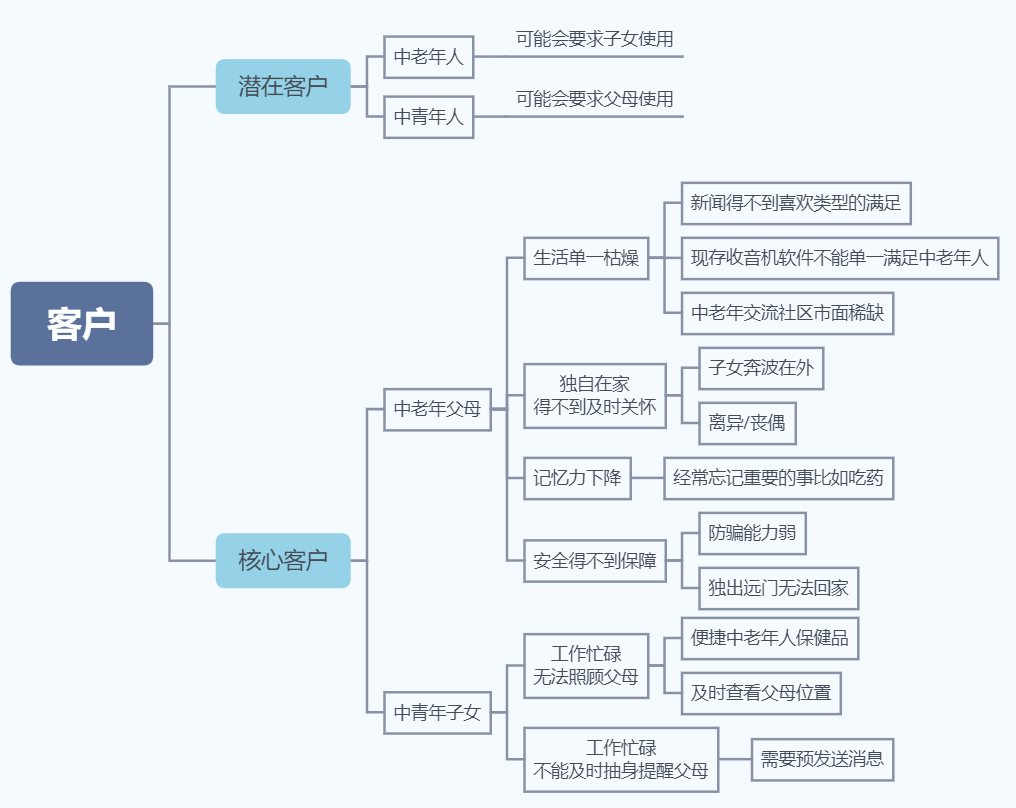 客户
潜在客户
中老年人
可能会要求子女使用
中青年人
可能会要求父母使用
核心客户
中老年父母
生活单一枯燥
新闻得不到喜欢类型的满足
现存收音机软件不能单一满足中老年人
中老年交流社区市面稀缺
独自在家
得不到及时关怀
子女奔波在外
离异/丧偶
记忆力下降
经常忘记重要的事比如吃药
安全得不到保障
防骗能力弱
独出远门无法回家
中青年子女
工作忙碌
无法照顾父母
便捷中老年人保健品
及时查看父母位置
工作忙碌
不能及时抽身提醒父母
需要预发送消息